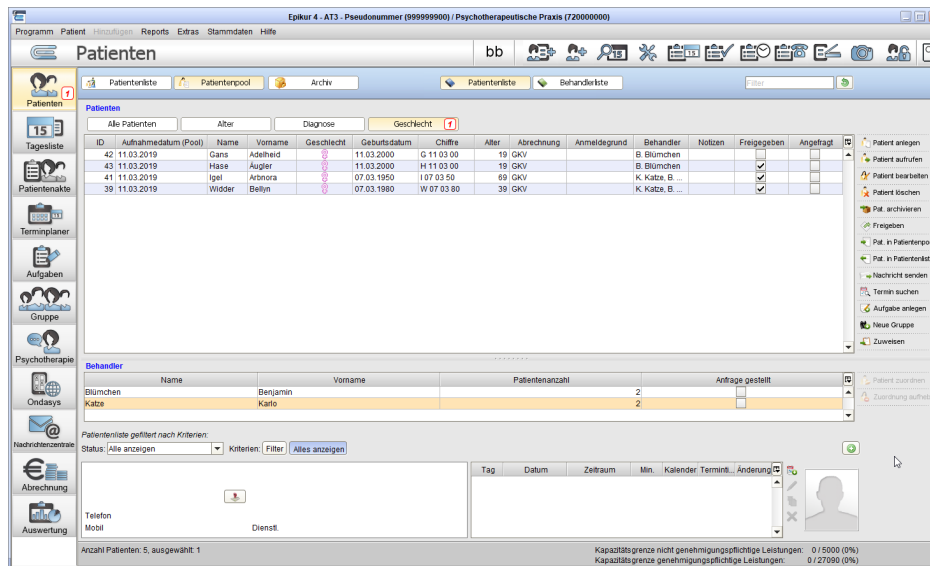 Epikur 4 - AT3 - Pseudonummer (999999900) / Psychotherapeutische Praxis (720000000)
Programm Patient Hinzufügen Reports Extras Stammdaten Hilfe
Patienten
bb
Patienten 1
Tagesliste
Patientenakte
Terminplaner
Aufgaben
Gruppe
Psychotherapie
Ondasys
Nachrichtenzentrale
Abrechnung
Auswertung
Patientenliste Patientenpool Archiv Patientenliste Behandlerliste Filter
Patienten
Alle Patienten Alter Diagnose Geschlecht 1
ID Aufnahmedatum (Pool) Name Vorname Geschlecht Geburtsdatum Chiffre Alter Abrechnung Anmeldegrund Behandler Notizen Freigegeben Angefragt
42 11.03.2019 Gans Adelheid 11.03.2000 G 11 03 00 19 GKV B. Blümchen
43 11.03.2019 Hase Augler 11.03.2000 H 11 03 00 19 GKV B. Blümchen
41 11.03.2019 Igel Arbnora 07.03.1950 I 07 03 50 69 GKV K. Katze, B. ...
39 11.03.2019 Widder Bellyn 07.03.1980 W 07 03 80 39 GKV K. Katze, B. ...
Patient anlegen
Patient aufrufen
Patient bearbeiten
Patient löschen
Pat. archivieren
Freigeben
Pat. in Patientenpo
Pat. in Patientenlist
Nachricht senden
Termin suchen
Aufgabe anlegen
Neue Gruppe
Zuweisen
Behandler
Name Vorname Patientenanzahl Anfrage gestellt
Blümchen Benjamin 2
Katze Karlo 2
Patient zuordnen
Zuordnung aufheb
Patientenliste gefiltert nach Kriterien:
Status: Alle anzeigen Kriterien: Filter Alles anzeigen
Tag Datum Zeitraum Min. Kalender Terminti... Änderung
Telefon
Mobil Dienstl.
Anzahl Patienten: 5, ausgewählt: 1
Kapazitätsgrenze nicht genehmigungspflichtige Leistungen: 0 / 5000 (0%)
Kapazitätsgrenze genehmigungspflichtige Leistungen: 0 / 27090 (0%)